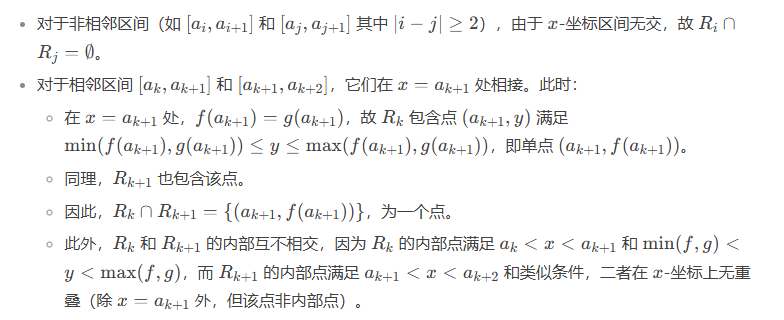 • 对于非相邻区间（如 [a_i, a_{i+1}] 和 [a_j, a_{j+1}] 其中 |i − j| ≥ 2），由于 x-坐标区间无交，故 R_i ∩
R_j = ∅。
• 对于相邻区间 [a_k, a_{k+1}] 和 [a_{k+1}, a_{k+2}]，它们在 x = a_{k+1} 处相接。此时：
◦ 在 x = a_{k+1} 处，f(a_{k+1}) = g(a_{k+1})，故 R_k 包含点 (a_{k+1}, y) 满足
min(f(a_{k+1}), g(a_{k+1})) ≤ y ≤ max(f(a_{k+1}), g(a_{k+1}))，即单点 (a_{k+1}, f(a_{k+1}))。
◦ 同理，R_{k+1} 也包含该点。
◦ 因此，R_k ∩ R_{k+1} = {(a_{k+1}, f(a_{k+1}))}，为一个点。
◦ 此外，R_k 和 R_{k+1} 的内部互不相交，因为 R_k 的内部点满足 a_k < x < a_{k+1} 和 min(f, g) <
y < max(f, g)，而 R_{k+1} 的内部点满足 a_{k+1} < x < a_{k+2} 和类似条件，二者在 x-坐标上无重
叠（除 x = a_{k+1} 外，但该点非内部点）。